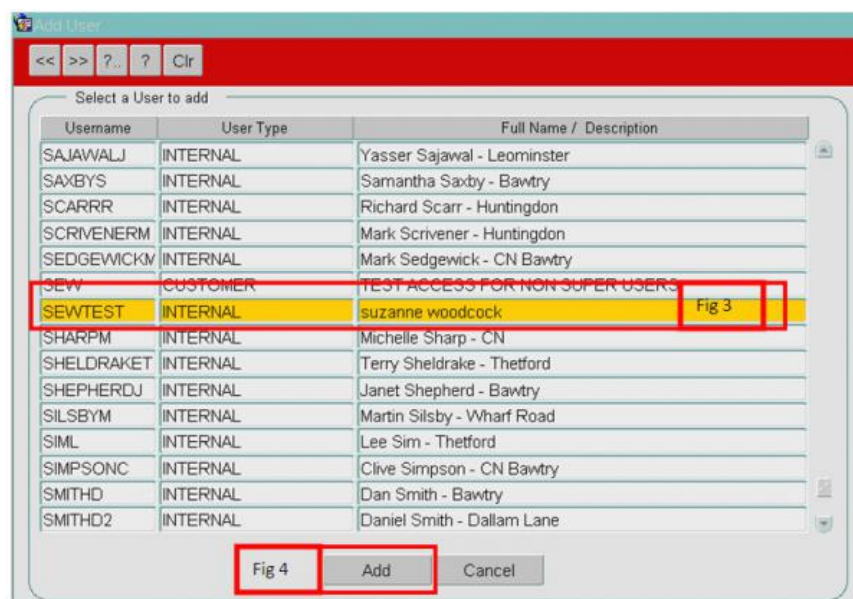 Add User
<< >> ?.. ? Clr
Select a User to add
Username User Type Full Name / Description
SAJAWALJ INTERNAL Yasser Sajawal - Leominster
SAXBYS INTERNAL Samantha Saxby - Bawtry
SCARRR INTERNAL Richard Scarr - Huntingdon
SCRIVENERM INTERNAL Mark Scrivener - Huntingdon
SEDGEWICKM INTERNAL Mark Sedgewick - CN Bawtry
SEW CUSTOMER TEST ACCESS FOR NON SUPER USERS
SEWTEST INTERNAL suzanne woodcock Fig 3
SHARPM INTERNAL Michelle Sharp - CN
SHELDRAKET INTERNAL Terry Sheldrake - Thetford
SHEPHERDJ INTERNAL Janet Shepherd - Bawtry
SILSBYM INTERNAL Martin Silsby - Wharf Road
SIML INTERNAL Lee Sim - Thetford
SIMPSONC INTERNAL Clive Simpson - CN Bawtry
SMITHD INTERNAL Dan Smith - Bawtry
SMITHD2 INTERNAL Daniel Smith - Dallam Lane
Fig 4 Add Cancel